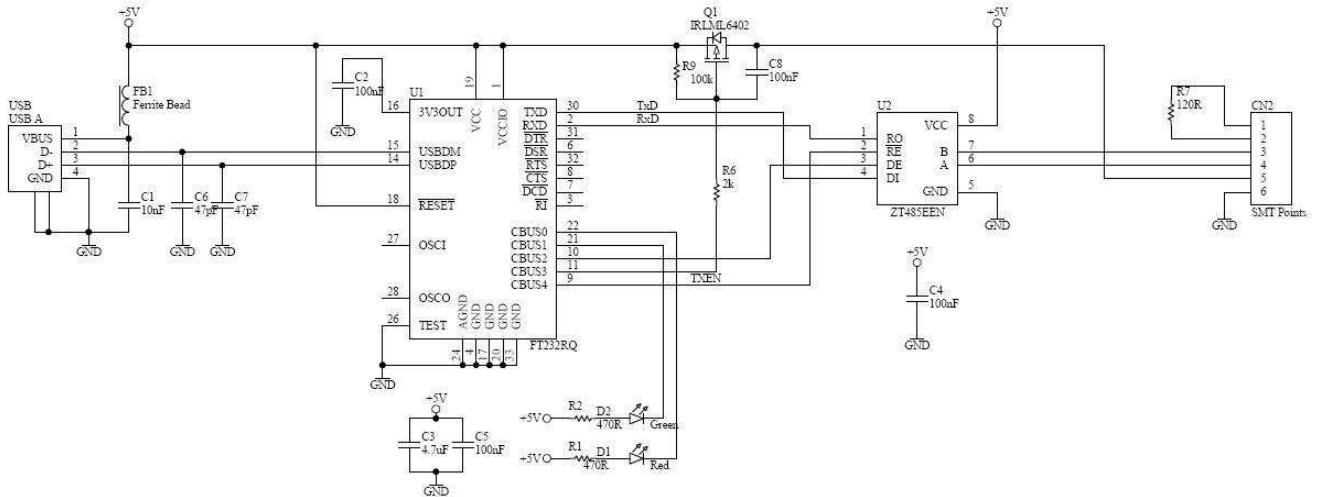 +5V
Q1
IRLML6402
+5V
FB1
Ferrite Bead
C2
100nF
GND
R9
100k
C8
100nF
R7
120R
CN2
1
2
3
4
5
6
SMT Points
GND
USB
USB A
VBUS 1
D- 2
D+ 3
GND 4
C1
10nF
C6
47pF
C7
47pF
GND
GND
GND
U1
16 3V3OUT
15 USBDM
14 USBDP
18 RESET
27 OSCI
28 OSCO
26 TEST
19
VCC
1
VCCIO
TXD 30
RXD 2
DTR 31
DSR 6
RTS 32
CTS 8
DCD 7
RI 3
CBUS0 22
CBUS1 21
CBUS2 10
CBUS3 11
CBUS4 9
AGND
GND
GND
GND
GND
24
4
17
20
33
FT232RQ
GND
TxD
RxD
R6
2k
TXEN
U2
1 RO
2 RE
3 DE
4 DI
VCC 8
B 7
A 6
GND 5
ZT485EEN
GND
+5V
C4
100nF
GND
+5V
C3
4.7uF
C5
100nF
GND
+5V
R2
470R
D2
Green
+5V
R1
470R
D1
Red